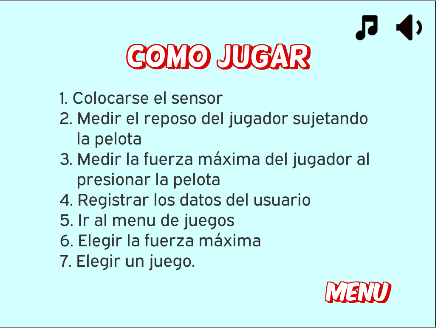 COMO JUGAR
1. Colocarse el sensor
2. Medir el reposo del jugador sujetando
la pelota
3. Medir la fuerza máxima del jugador al
presionar la pelota
4. Registrar los datos del usuario
5. Ir al menu de juegos
6. Elegir la fuerza máxima
7. Elegir un juego.
MENU